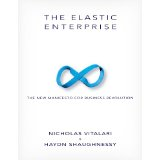 THE ELASTIC
ENTERPRISE
THE NEW MANIFESTO FOR BUSINESS REVOLUTION
NICHOLAS VITALARI
+
HAYDN SHAUGHNESSY